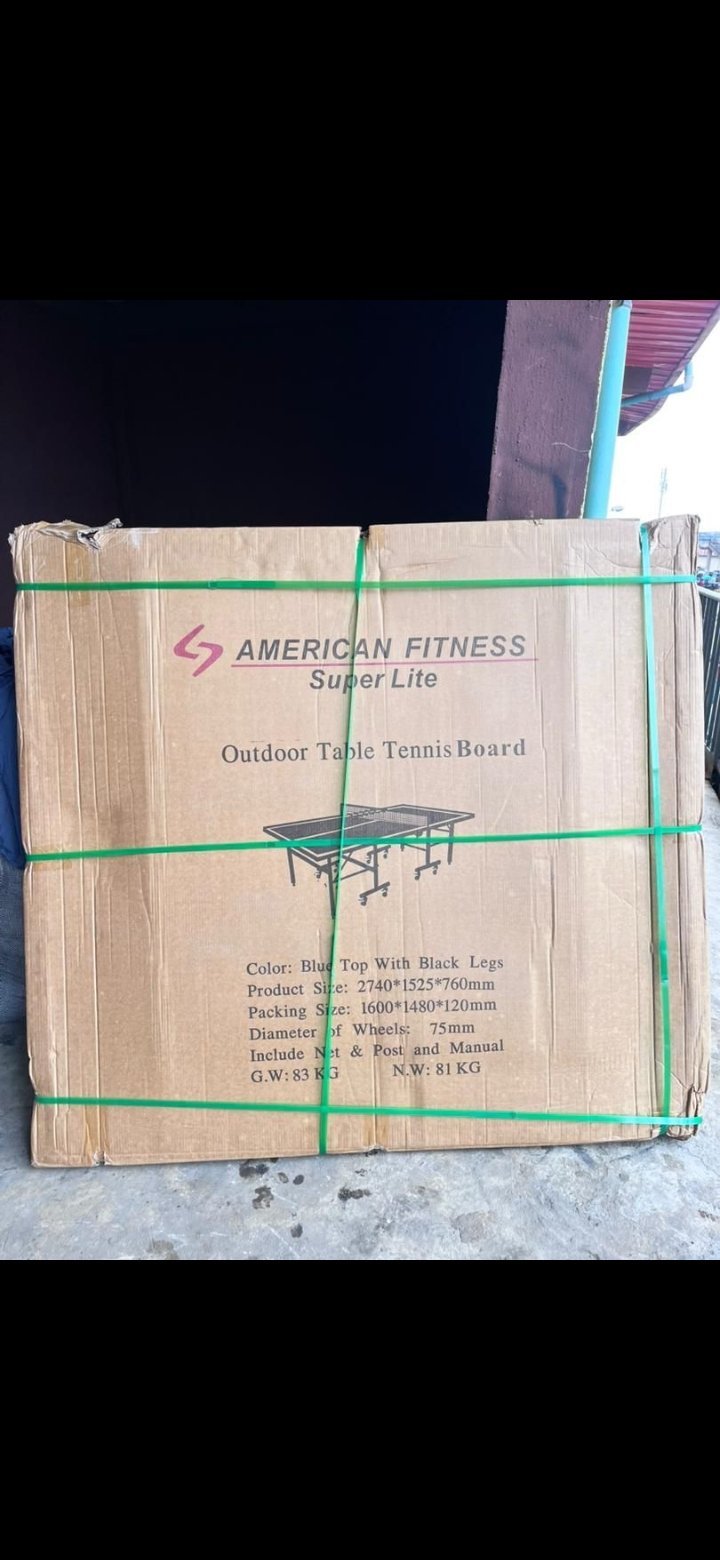 AMERICAN FITNESS
Super Lite
Outdoor Table Tennis Board
Color: Blue Top With Black Legs
Product Size: 2740*1525*760mm
Packing Size: 1600*1480*120mm
Diameter of Wheels: 75mm
Include Net & Post and Manual
G.W: 83 KG N.W: 81 KG